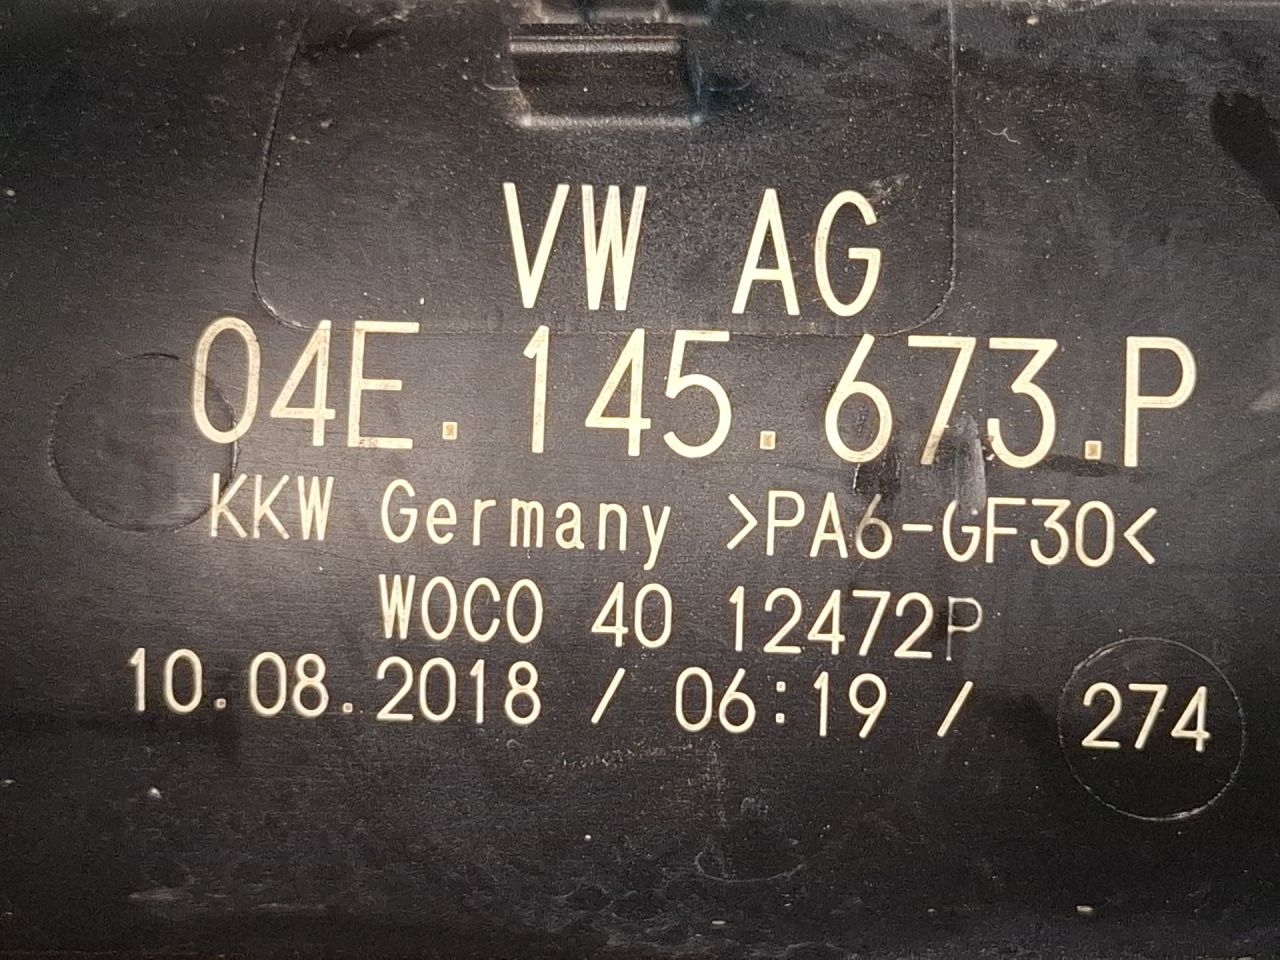 VW AG
04E.145.673.P
KKW Germany >PA6-GF30<
WOCO 40 12472P
10.08.2018 / 06:19 / 274